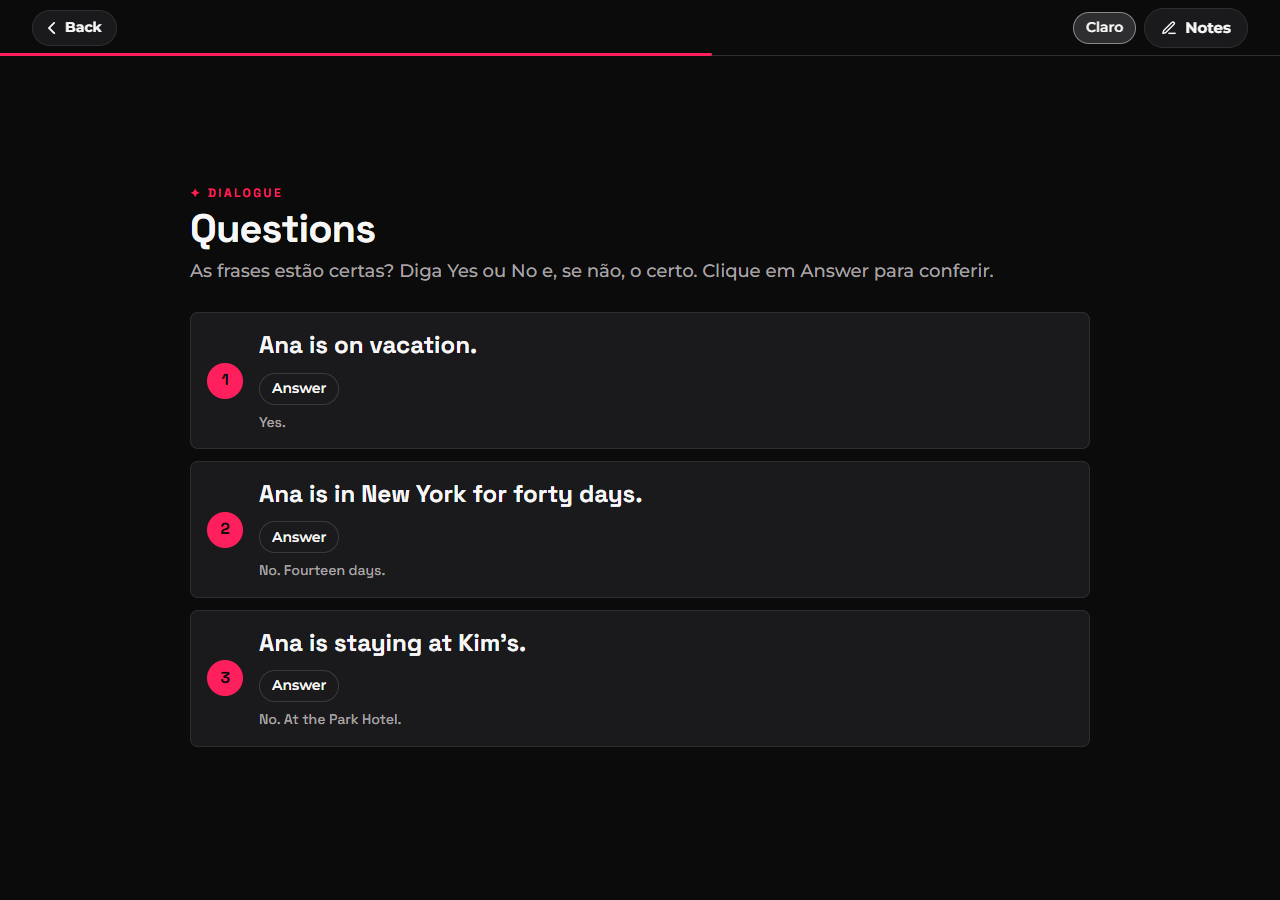 Back
Claro
Notes
✦ DIALOGUE
Questions
As frases estão certas? Diga Yes ou No e, se não, o certo. Clique em Answer para conferir.
1
Ana is on vacation.
Answer
Yes.
2
Ana is in New York for forty days.
Answer
No. Fourteen days.
3
Ana is staying at Kim’s.
Answer
No. At the Park Hotel.